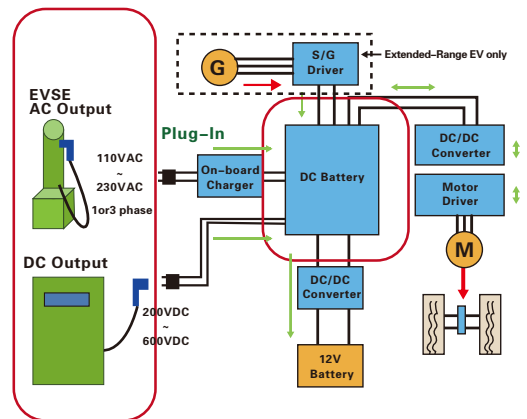 G
S/G
Driver
Extended-Range EV only
EVSE
AC Output
Plug-In
110VAC
~
230VAC
1or3 phase
On-board
Charger
DC Battery
DC/DC
Converter
Motor
Driver
M
DC Output
200VDC
~
600VDC
DC/DC
Converter
12V
Battery